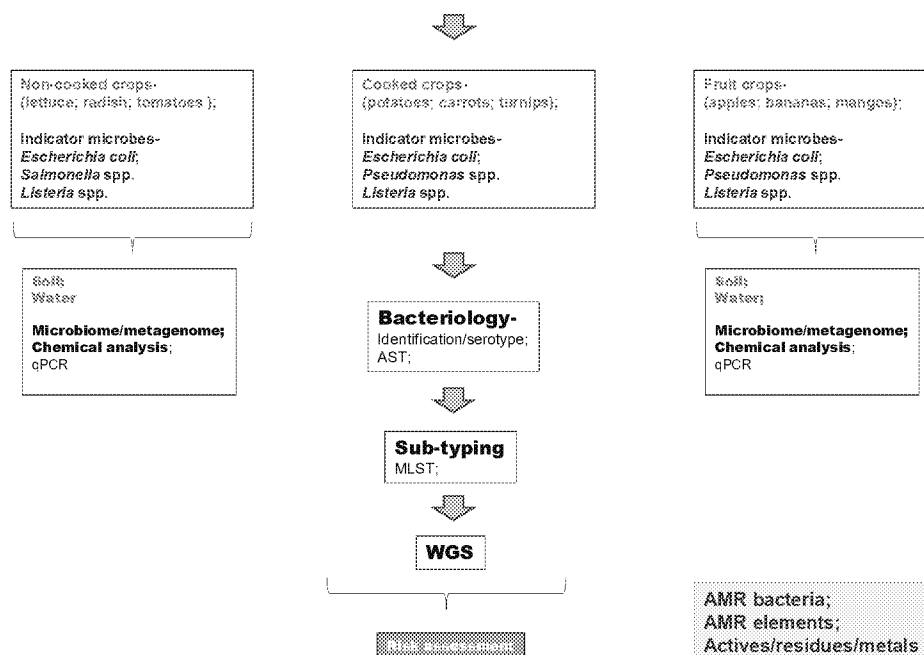 Non-cooked crops-
(lettuce; radish; tomatoes );
Indicator microbes-
Escherichia coli;
Salmonella spp.
Listeria spp.
Cooked crops-
(potatoes; carrots; turnips);
Indicator microbes-
Escherichia coli;
Pseudomonas spp.
Listeria spp.
Fruit crops-
(apples; bananas; mangos);
Indicator microbes-
Escherichia coli;
Pseudomonas spp.
Listeria spp.
Soil;
Water
Microbiome/metagenome;
Chemical analysis;
qPCR
Bacteriology-
Identification/serotype;
AST;
Soil;
Water;
Microbiome/metagenome;
Chemical analysis;
qPCR
Sub-typing
MLST;
WGS
Risk assessment
AMR bacteria;
AMR elements;
Actives/residues/metals